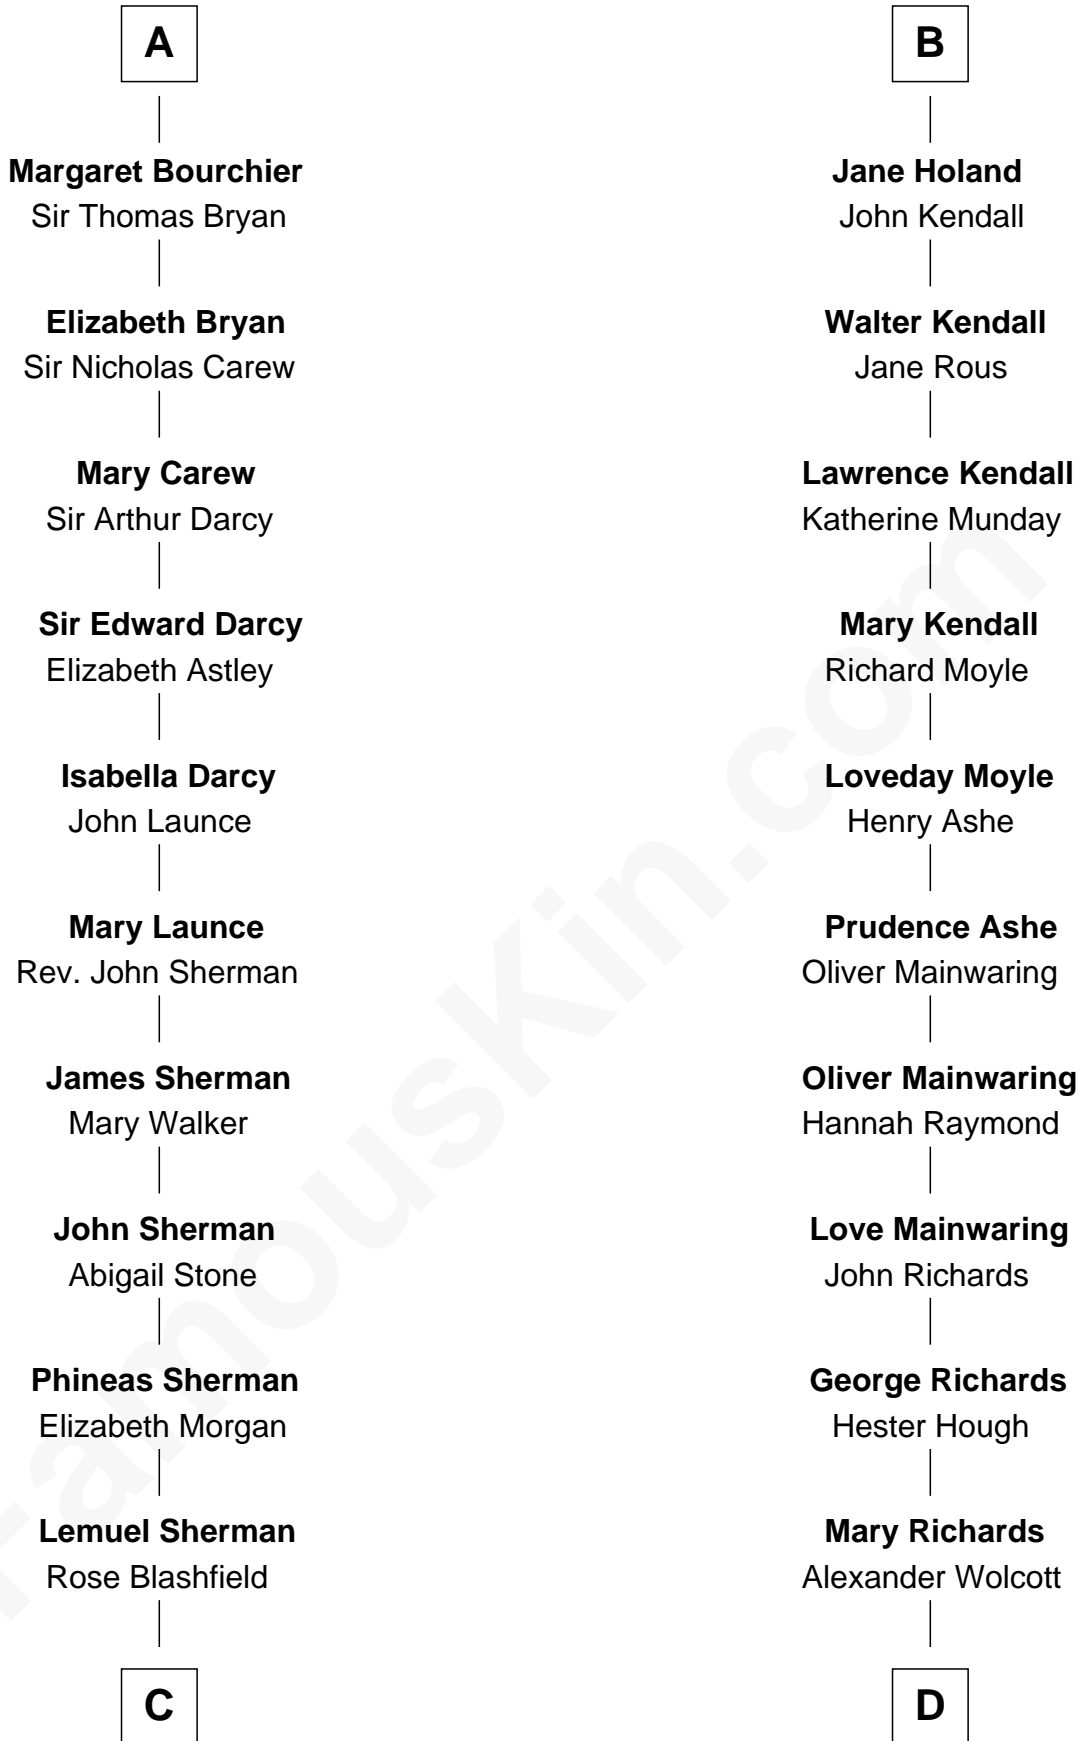 A
Margaret Bourchier
Sir Thomas Bryan
Elizabeth Bryan
Sir Nicholas Carew
Mary Carew
Sir Arthur Darcy
Sir Edward Darcy
Elizabeth Astley
Isabella Darcy
John Launce
Mary Launce
Rev. John Sherman
James Sherman
Mary Walker
John Sherman
Abigail Stone
Phineas Sherman
Elizabeth Morgan
Lemuel Sherman
Rose Blashfield
C
B
Jane Holand
John Kendall
Walter Kendall
Jane Rous
Lawrence Kendall
Katherine Munday
Mary Kendall
Richard Moyle
Loveday Moyle
Henry Ashe
Prudence Ashe
Oliver Mainwaring
Oliver Mainwaring
Hannah Raymond
Love Mainwaring
John Richards
George Richards
Hester Hough
Mary Richards
Alexander Wolcott
D
FamousKin.com